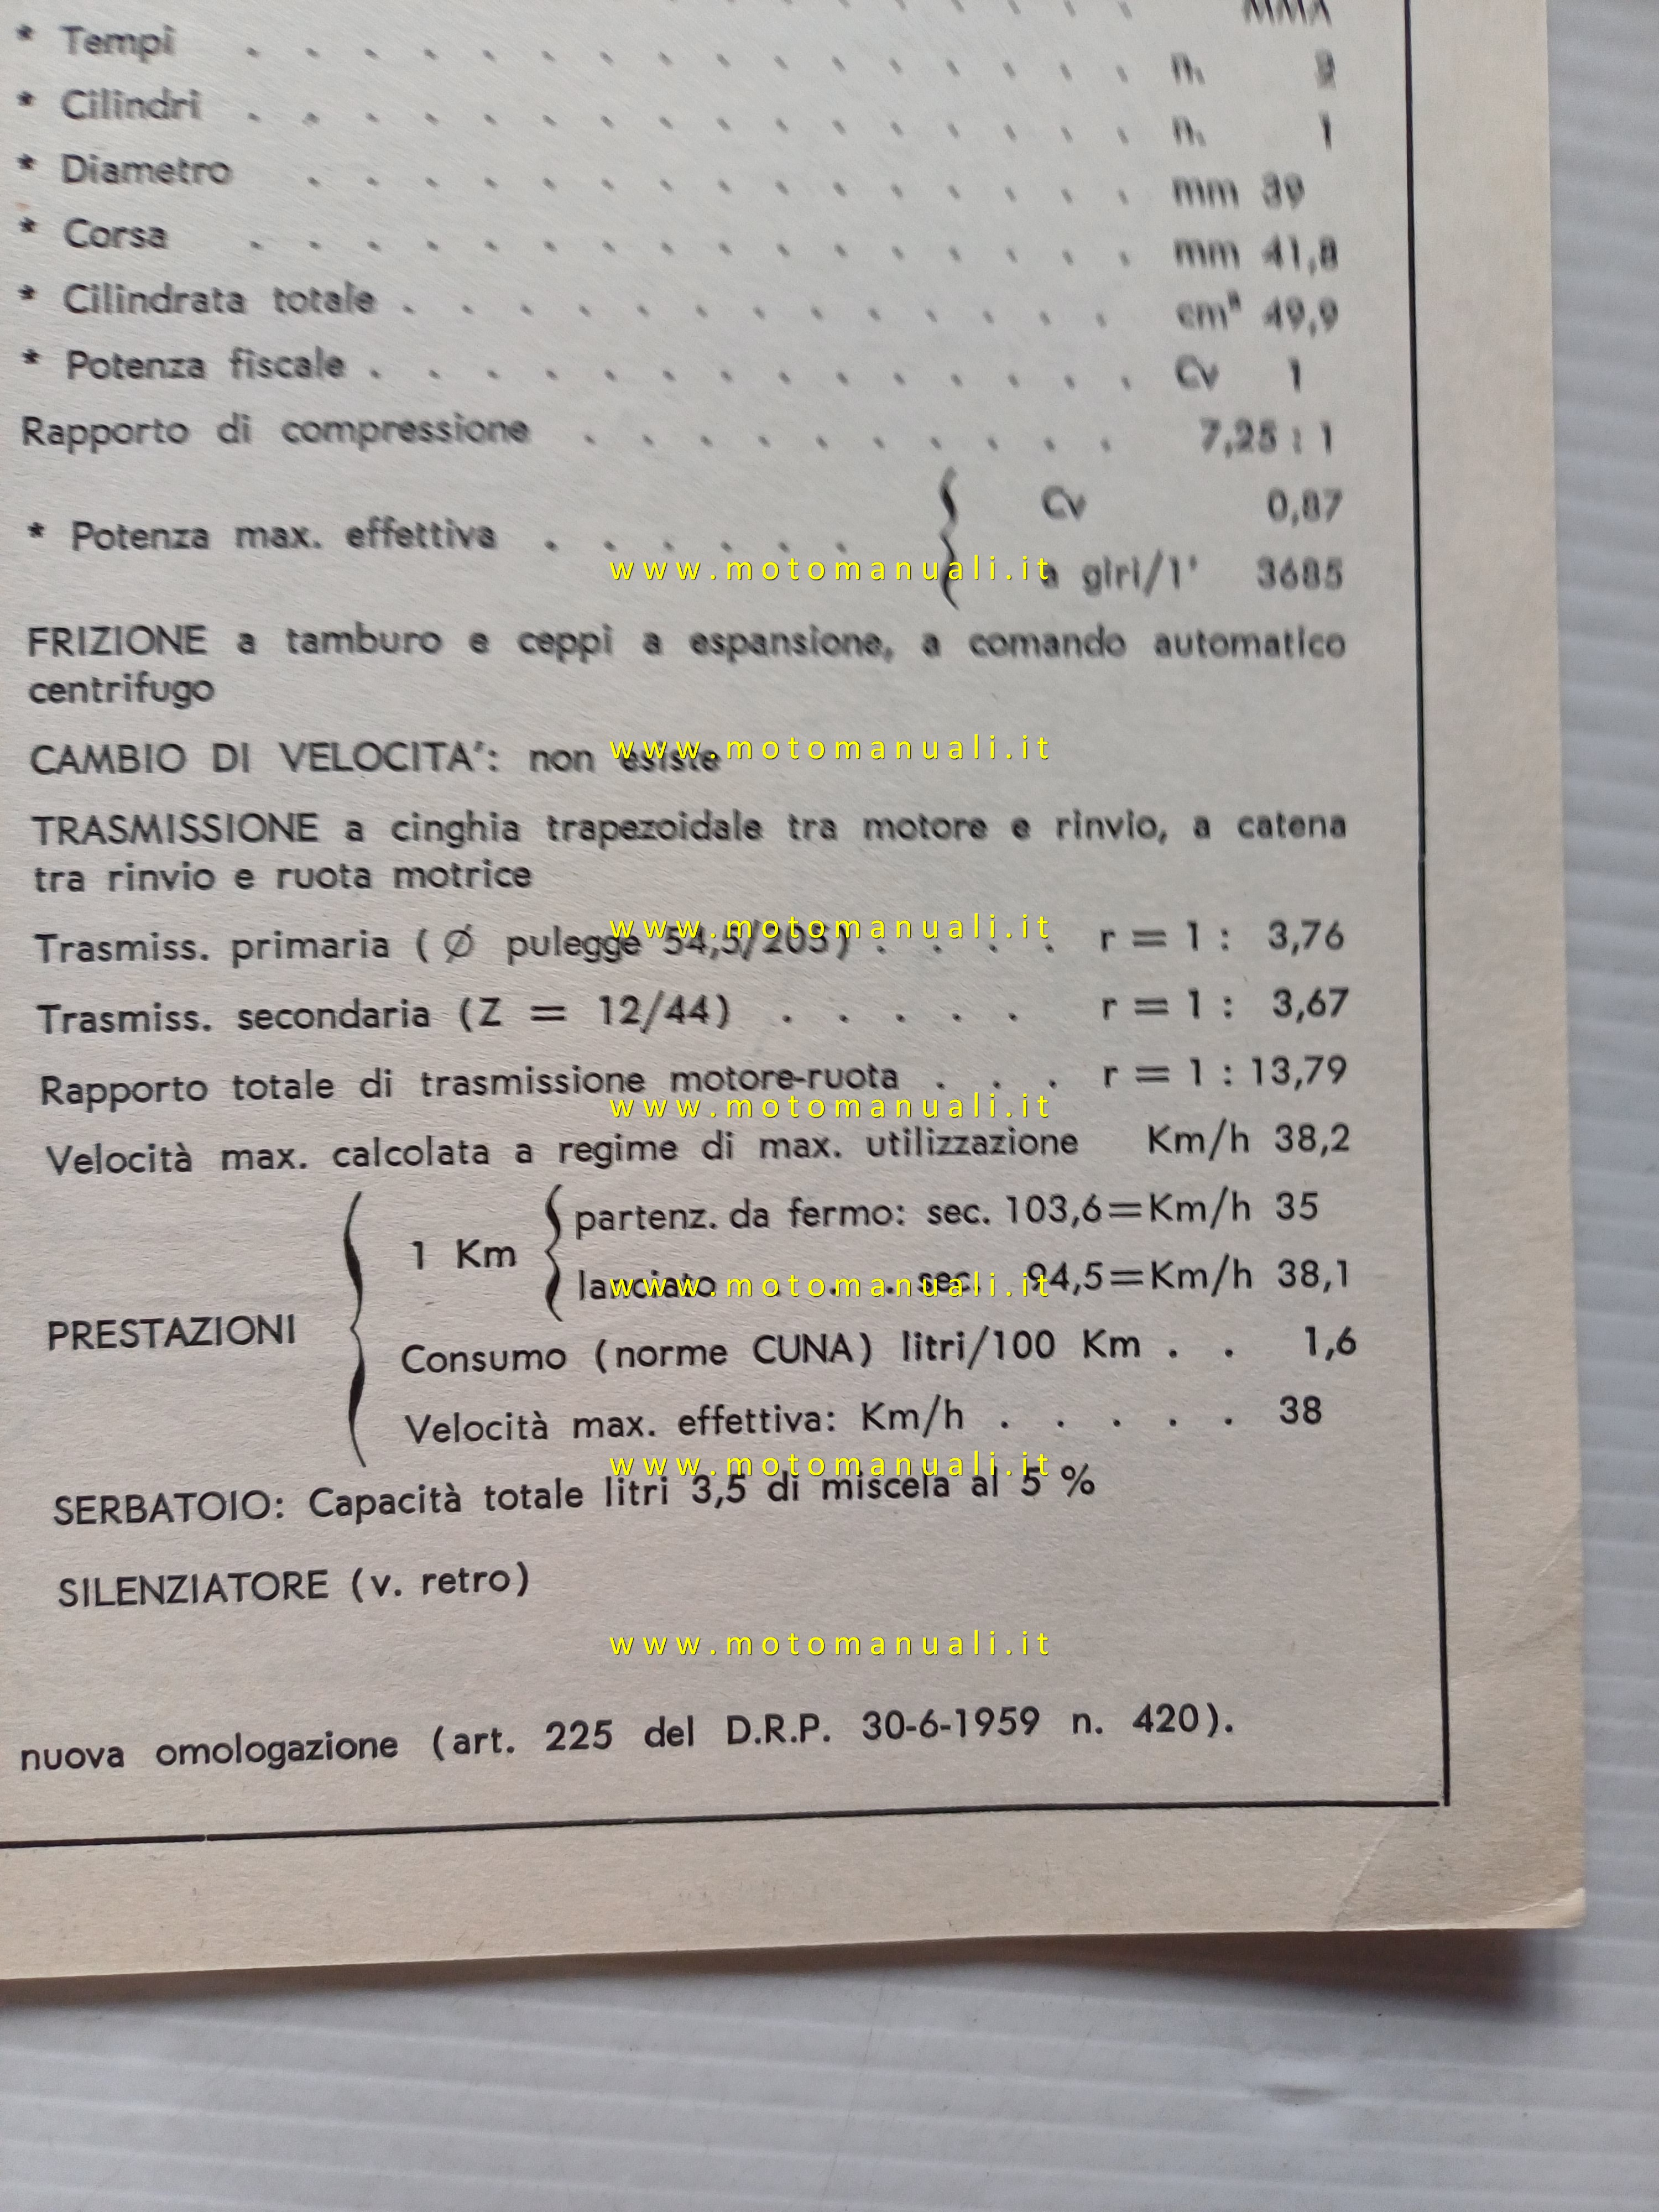 * Tempi . . . . . . . . . . . . . . . . n. 2
* Cilindri . . . . . . . . . . . . . . . . n. 1
* Diametro . . . . . . . . . . . . . . . mm 39
* Corsa . . . . . . . . . . . . . . . . mm 41,8
* Cilindrata totale . . . . . . . . . . . . . cm³ 49,9
* Potenza fiscale . . . . . . . . . . . . . . Cv 1
Rapporto di compressione . . . . . . . . . . 7,25 : 1
* Potenza max. effettiva . . . . . . { Cv 0,87
a giri/1' 3685
www.motomanuali.it
FRIZIONE a tamburo e ceppi a espansione, a comando automatico
centrifugo
CAMBIO DI VELOCITA': non esiste
www.motomanuali.it
TRASMISSIONE a cinghia trapezoidale tra motore e rinvio, a catena
tra rinvio e ruota motrice
www.motomanuali.it
Trasmiss. primaria ( Ø pulegge 54,5/205) . . . . r = 1 : 3,76
Trasmiss. secondaria (Z = 12/44) . . . . . r = 1 : 3,67
Rapporto totale di trasmissione motore-ruota . . . r = 1 : 13,79
www.motomanuali.it
Velocità max. calcolata a regime di max. utilizzazione Km/h 38,2
PRESTAZIONI { 1 Km { partenz. da fermo: sec. 103,6=Km/h 35
lanciato . . . sec. 94,5=Km/h 38,1
www.motomanuali.it
Consumo (norme CUNA) litri/100 Km . . 1,6
Velocità max. effettiva: Km/h . . . . . 38
www.motomanuali.it
SERBATOIO: Capacità totale litri 3,5 di miscela al 5 %
SILENZIATORE (v. retro)
www.motomanuali.it
nuova omologazione (art. 225 del D.R.P. 30-6-1959 n. 420).